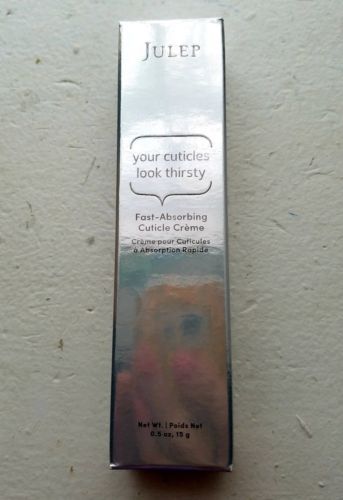 JULEP
your cuticles
look thirsty
Fast-Absorbing
Cuticle Crème
Crème pour Cuticules
à Absorption Rapide
Net Wt. | Poids Net
0.5 oz, 15 g